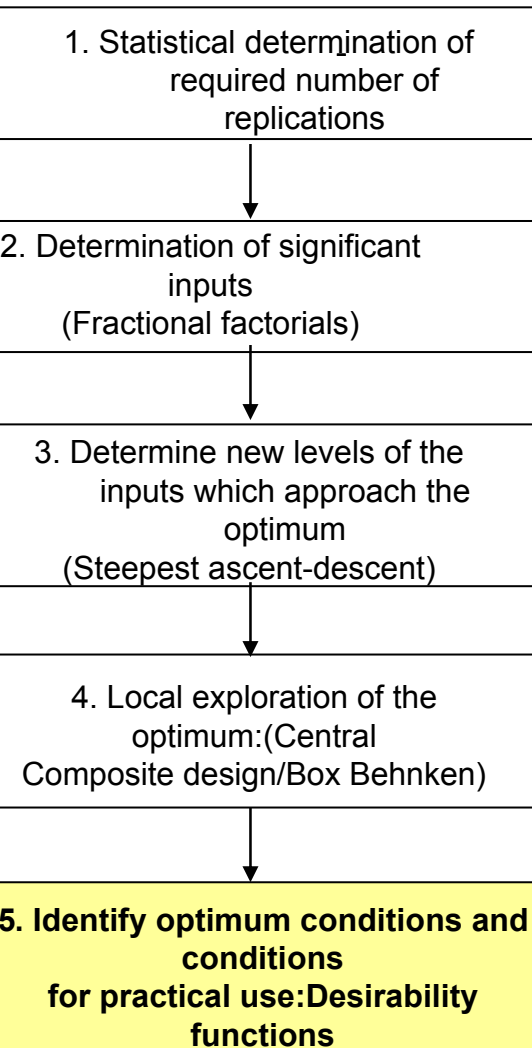 1. Statistical determination of
required number of
replications
2. Determination of significant
inputs
(Fractional factorials)
3. Determine new levels of the
inputs which approach the
optimum
(Steepest ascent-descent)
4. Local exploration of the
optimum:(Central
Composite design/Box Behnken)
5. Identify optimum conditions and
conditions
for practical use:Desirability
functions